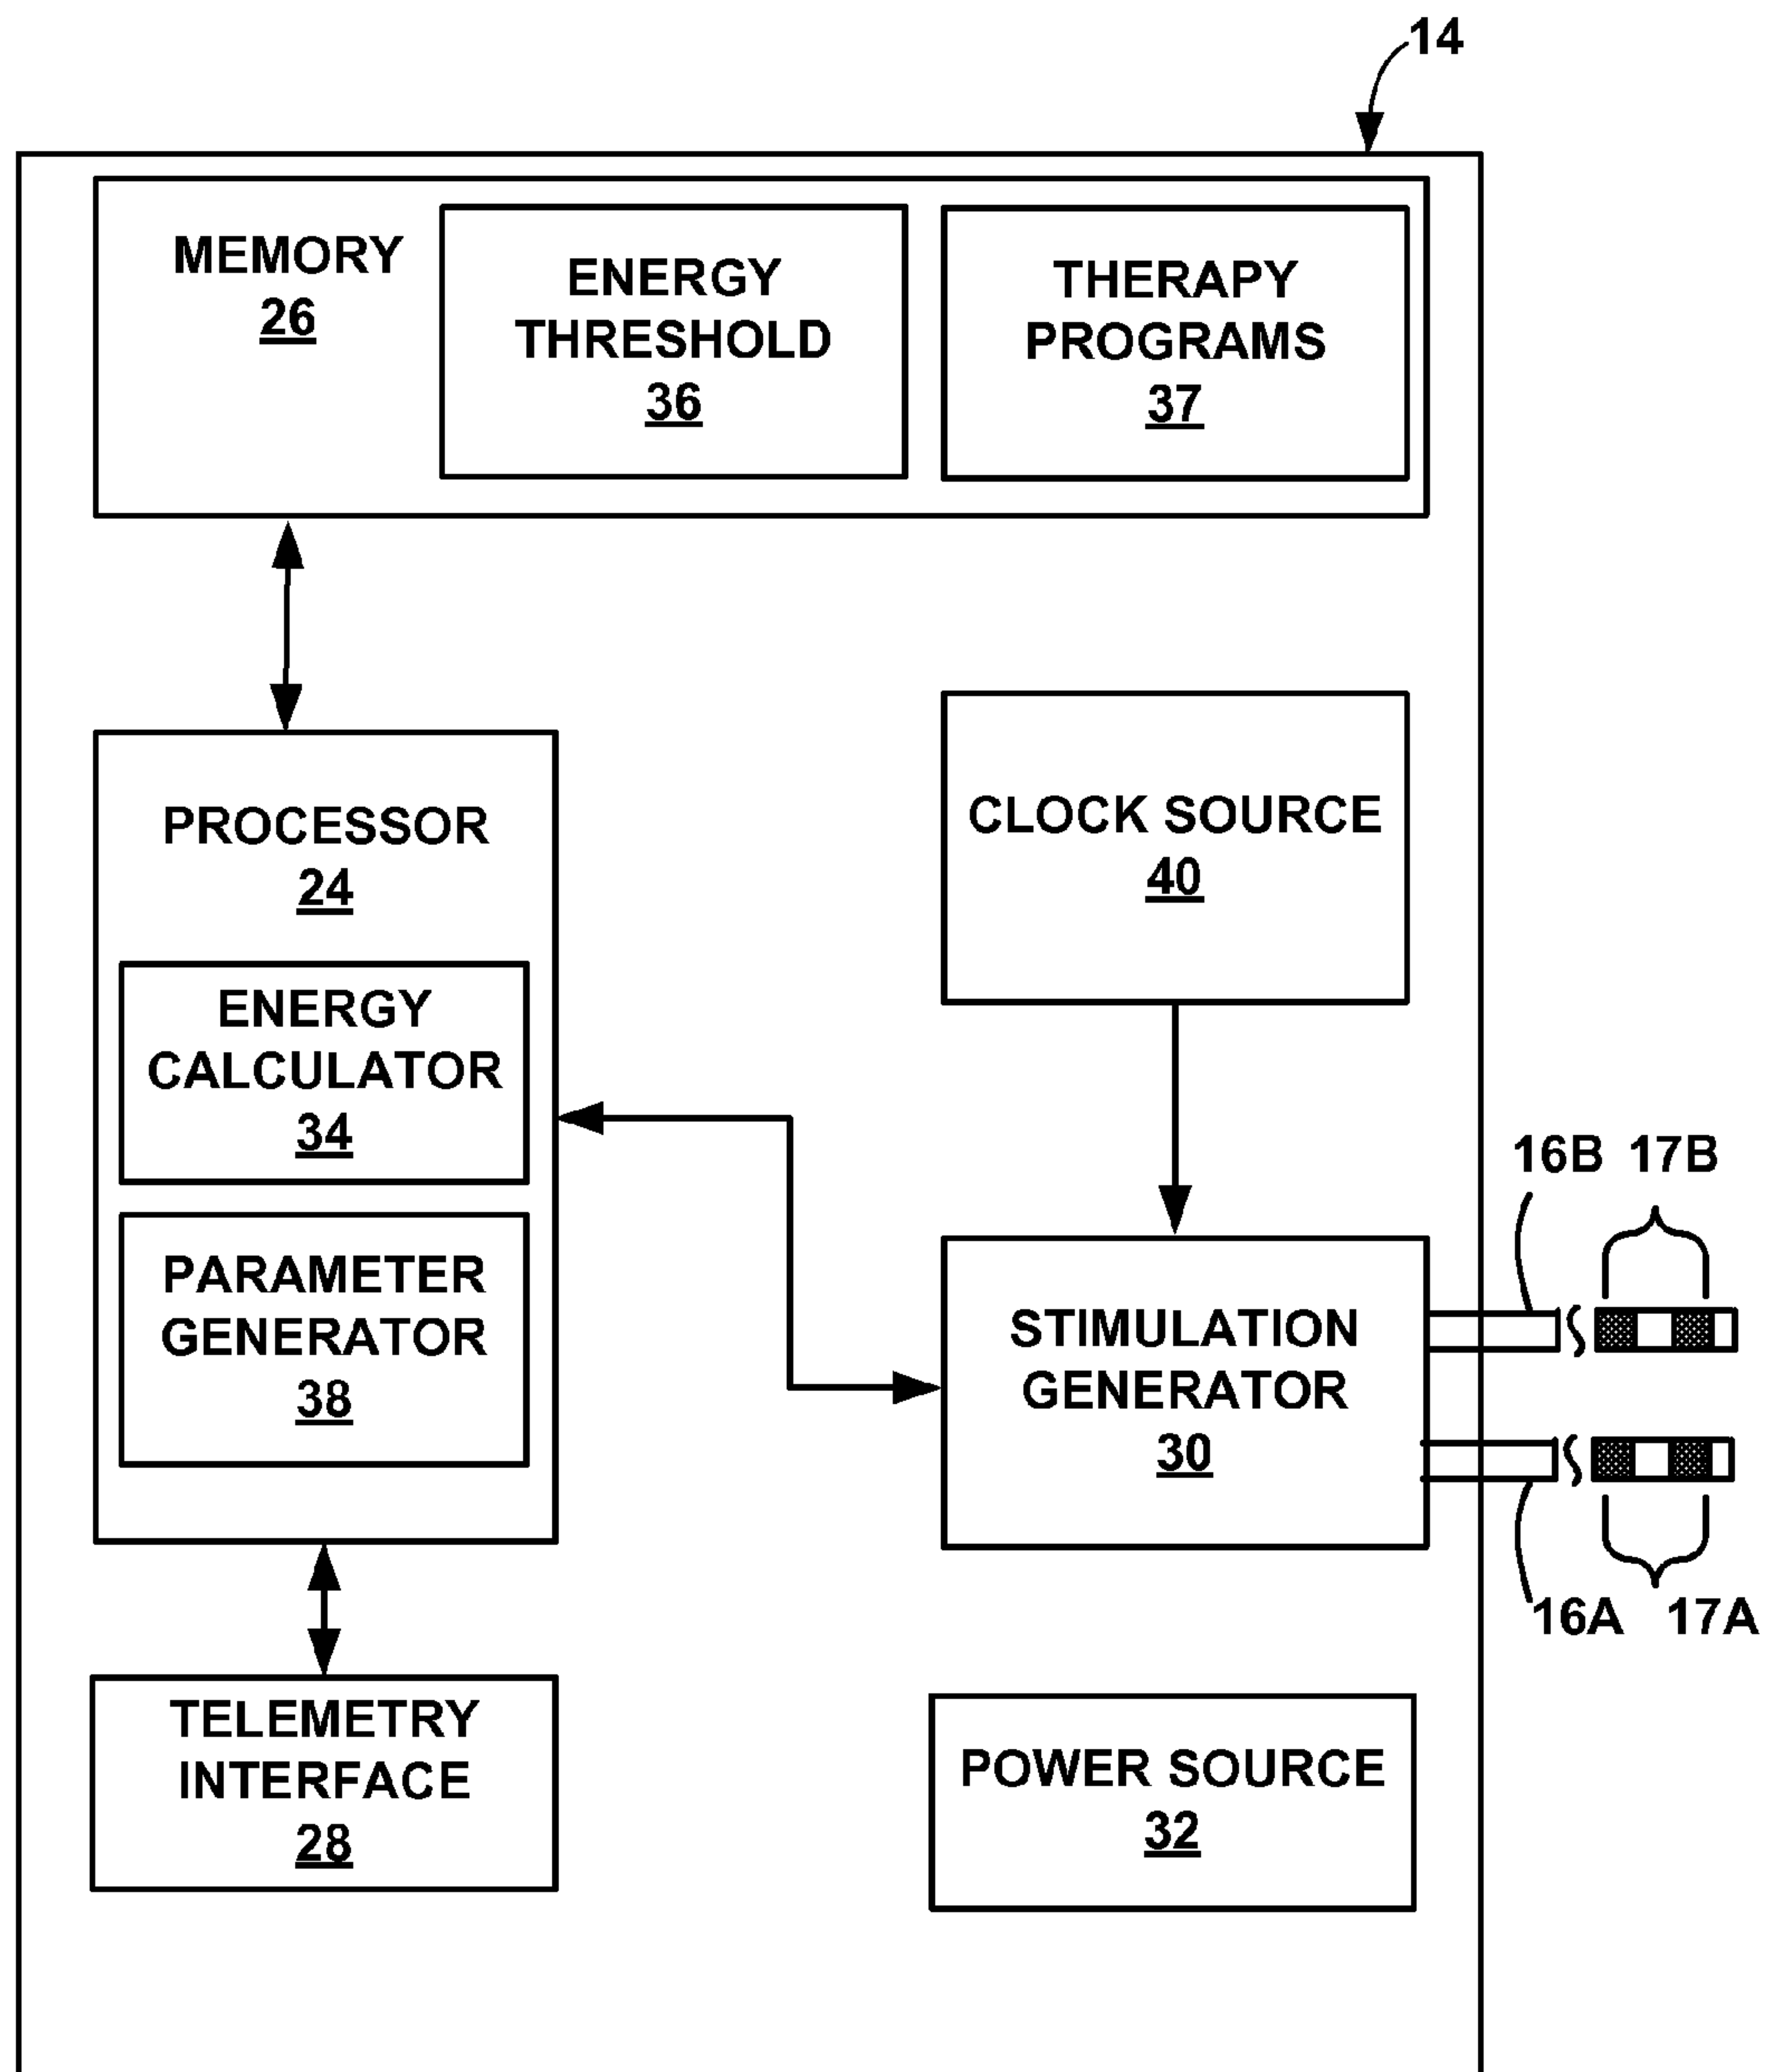 14
MEMORY
26
ENERGY
THRESHOLD
36
THERAPY
PROGRAMS
37
PROCESSOR
24
ENERGY
CALCULATOR
34
PARAMETER
GENERATOR
38
CLOCK SOURCE
40
16B 17B
STIMULATION
GENERATOR
30
16A 17A
TELEMETRY
INTERFACE
28
POWER SOURCE
32